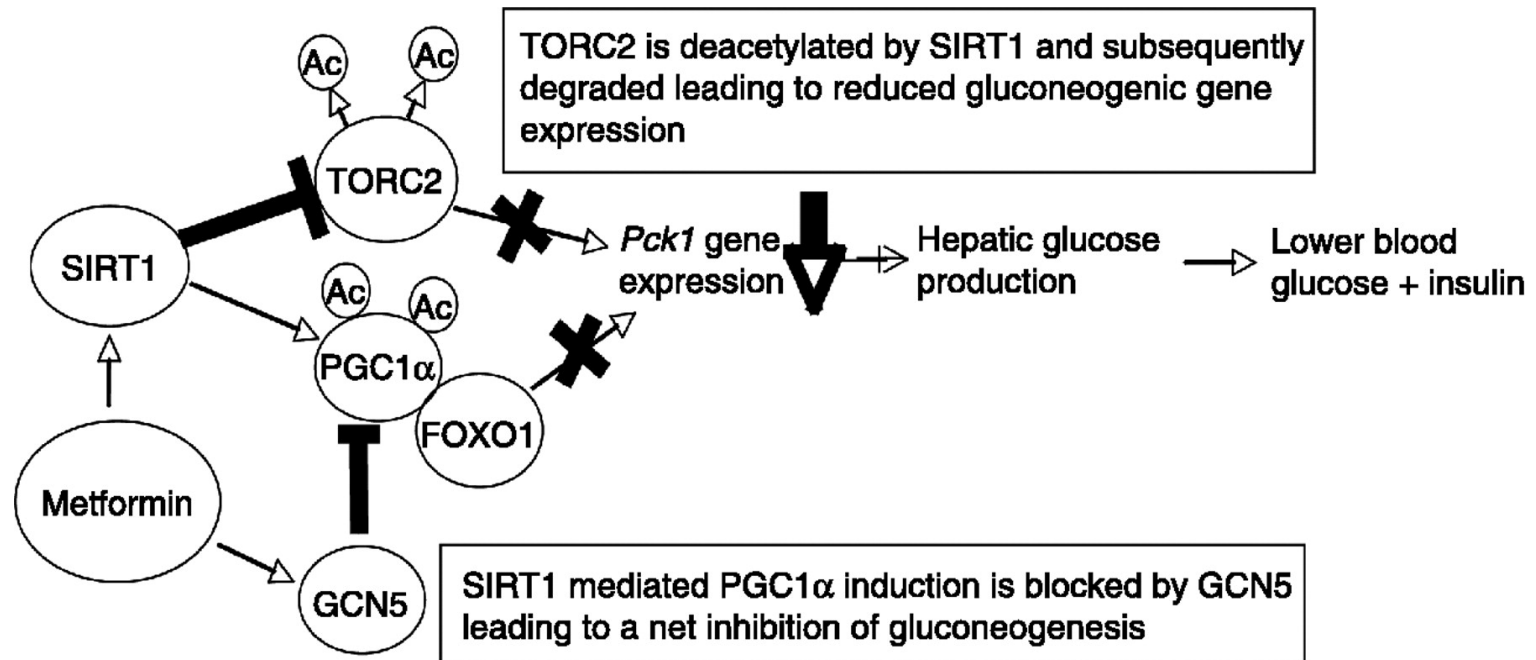 Ac
Ac
TORC2 is deacetylated by SIRT1 and subsequently
degraded leading to reduced gluconeogenic gene
expression
TORC2
SIRT1
Pck1 gene
expression
Hepatic glucose
production
Lower blood
glucose + insulin
Ac
Ac
PGC1α
FOXO1
Metformin
GCN5
SIRT1 mediated PGC1α induction is blocked by GCN5
leading to a net inhibition of gluconeogenesis